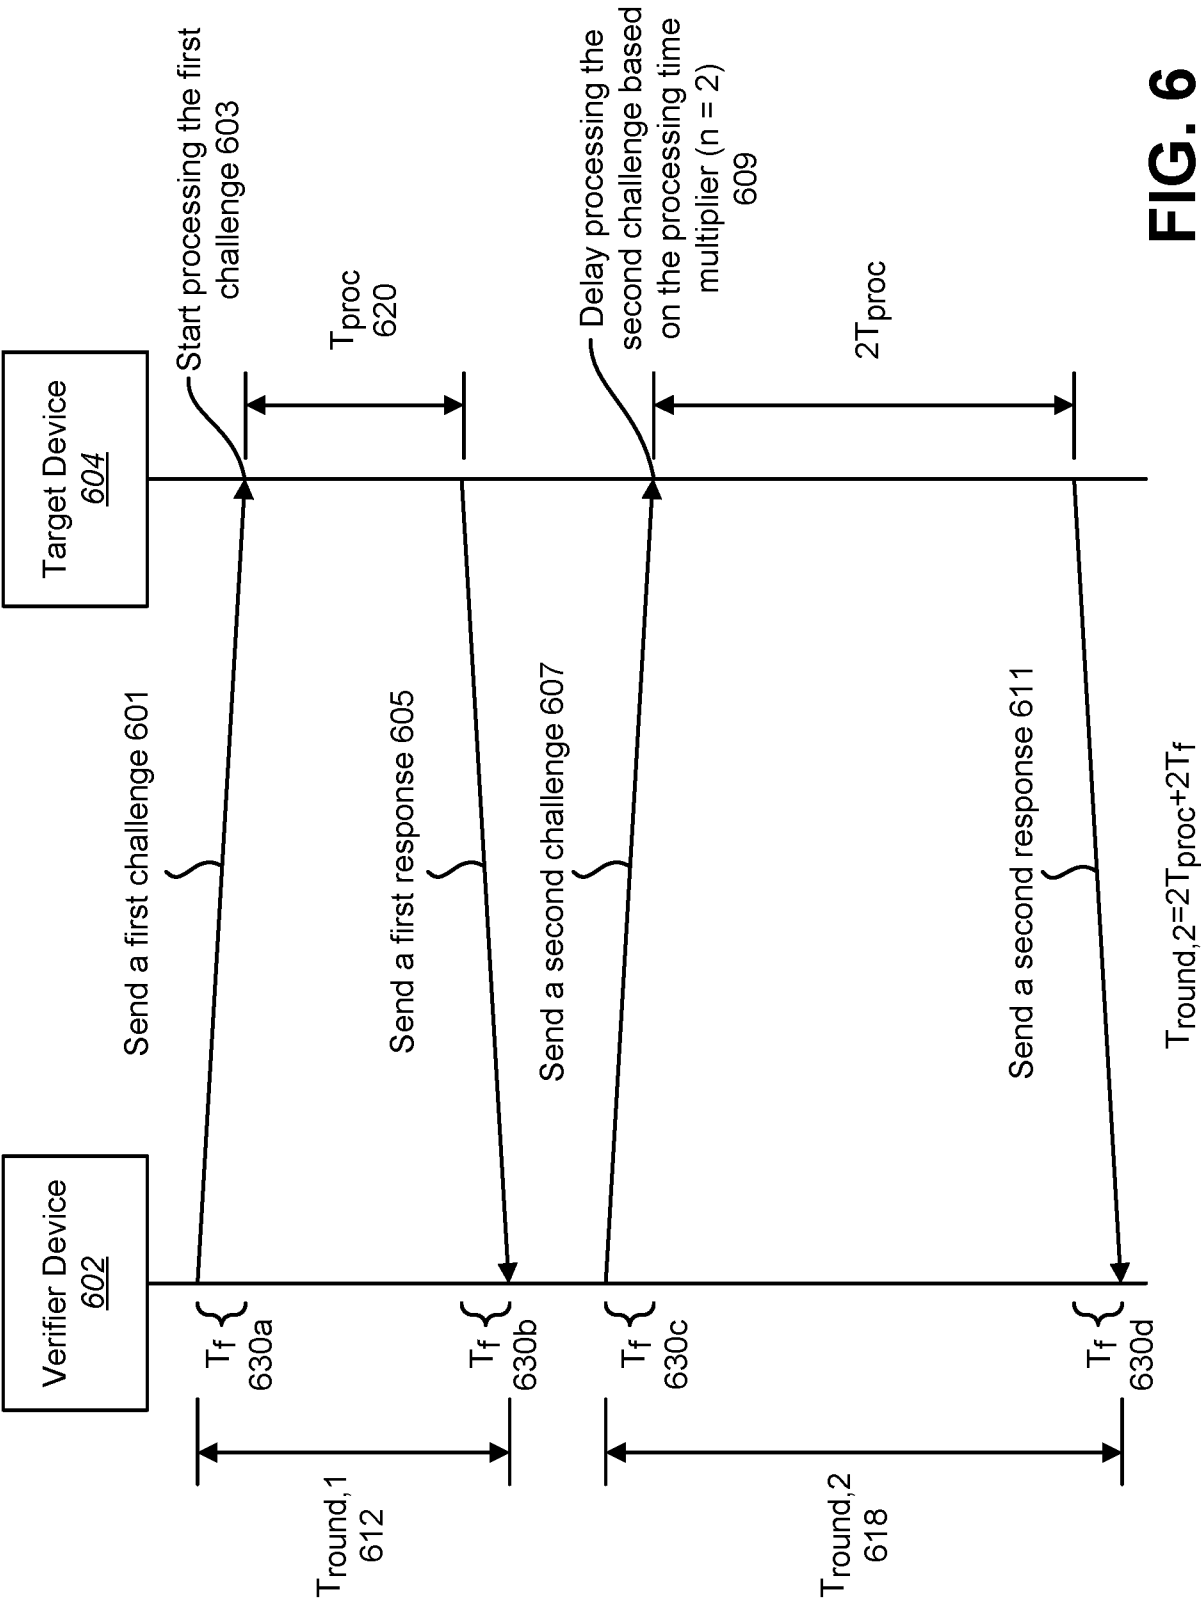 Verifier Device
602
Target Device
604
Send a first challenge 601
Start processing the first
challenge 603
Tf
630a
Tproc
620
Tround,1
612
Send a first response 605
Tf
630b
Send a second challenge 607
Delay processing the
second challenge based
on the processing time
multiplier (n = 2)
609
Tf
630c
2Tproc
Tround,2
618
Send a second response 611
Tf
630d
Tround,2=2Tproc+2Tf
FIG. 6